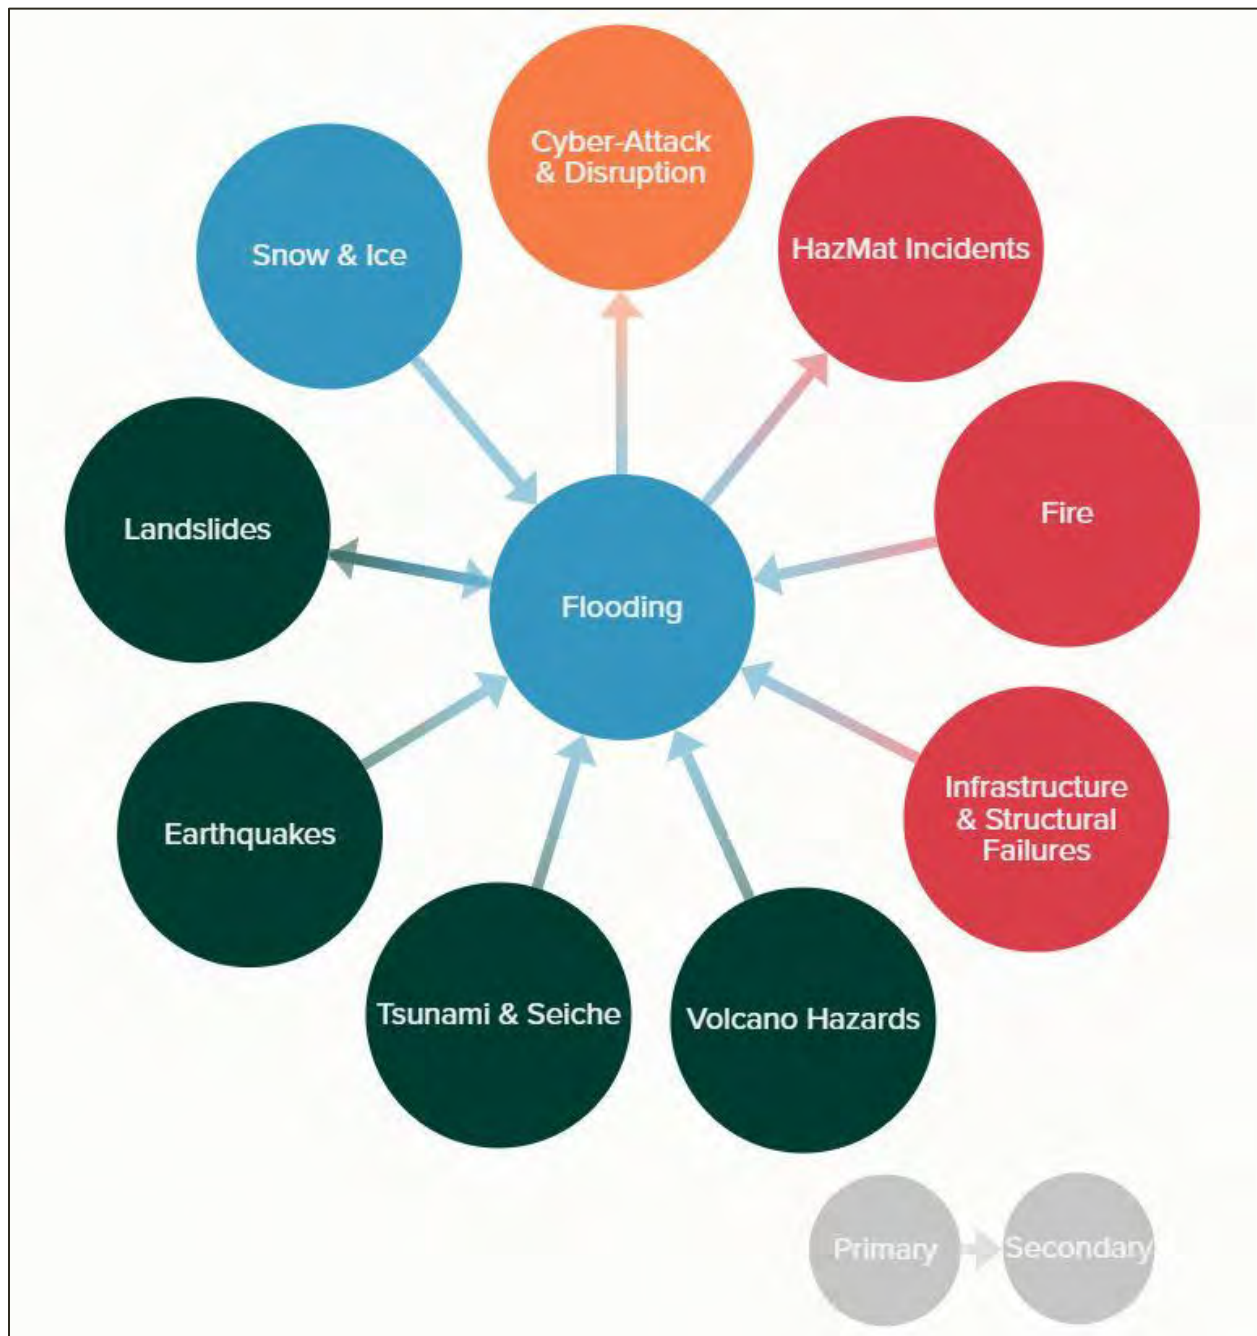 Cyber-Attack
& Disruption
HazMat Incidents
Snow & Ice
Fire
Landslides
Flooding
Infrastructure
& Structural
Failures
Earthquakes
Tsunami & Seiche
Volcano Hazards
Primary
Secondary